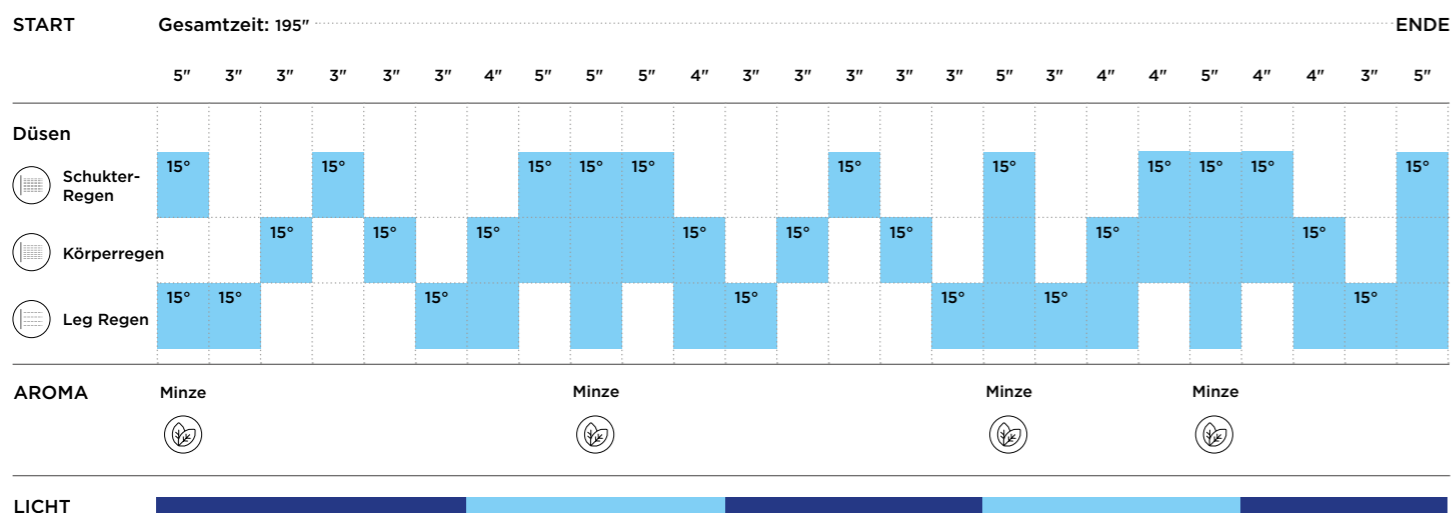 START Gesamtzeit: 195" ENDE
5" 3" 3" 3" 3" 3" 4" 5" 5" 5" 4" 3" 3" 3" 3" 3" 5" 3" 4" 4" 5" 4" 4" 3" 5"
Düsen
Schukter-
Regen
15° 15° 15° 15° 15° 15° 15° 15° 15° 15° 15°
Körperregen
15° 15° 15° 15° 15° 15° 15° 15°
Leg Regen
15° 15° 15° 15° 15° 15° 15°
AROMA Minze Minze Minze Minze
LICHT